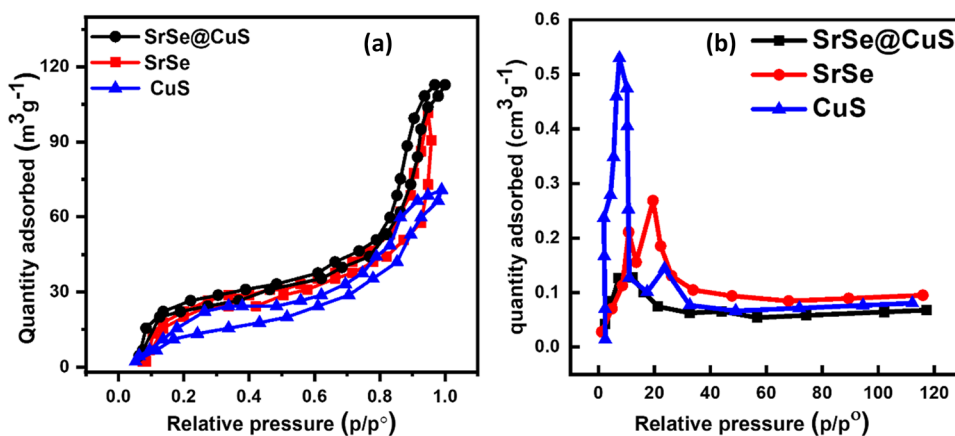 SrSe@CuS
SrSe
CuS
(a)
Quantity adsorbed (m³g⁻¹)
120
90
60
30
0
0.0 0.2 0.4 0.6 0.8 1.0
Relative pressure (p/p°)
(b)
SrSe@CuS
SrSe
CuS
quantity adsorbed (cm³g⁻¹)
0.6
0.5
0.4
0.3
0.2
0.1
0.0
0 20 40 60 80 100 120
Relative pressure (p/p⁰)